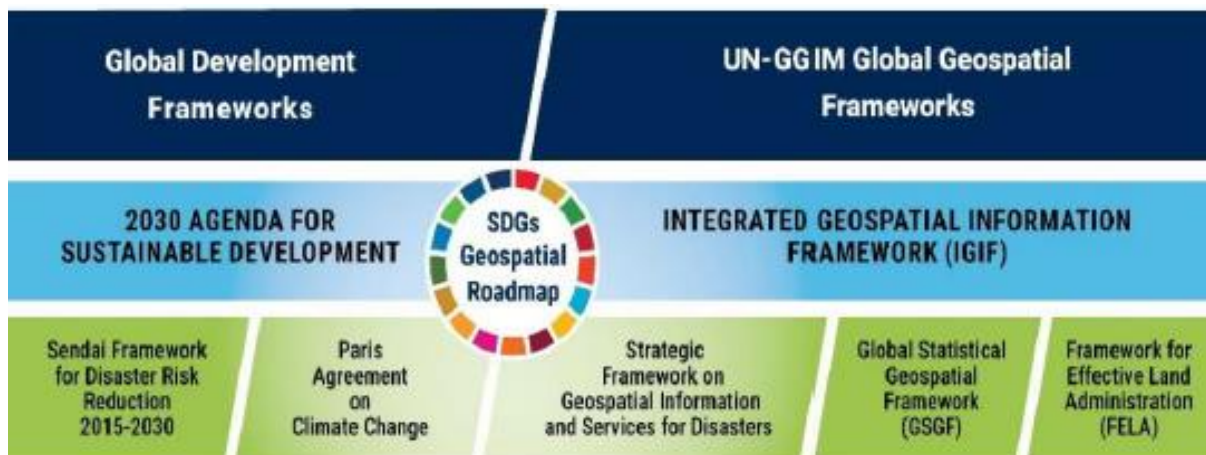 Global Development
Frameworks
UN-GGIM Global Geospatial
Frameworks
2030 AGENDA FOR
SUSTAINABLE DEVELOPMENT
SDGs
Geospatial
Roadmap
INTEGRATED GEOSPATIAL INFORMATION
FRAMEWORK (IGIF)
Sendai Framework
for Disaster Risk
Reduction
2015-2030
Paris
Agreement
on
Climate Change
Strategic
Framework on
Geospatial Information
and Services for Disasters
Global Statistical
Geospatial
Framework
(GSGF)
Framework for
Effective Land
Administration
(FELA)